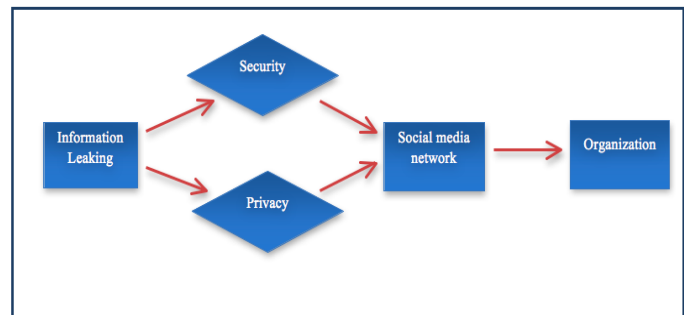 Security
Information
Leaking
Social media
network
Organization
Privacy